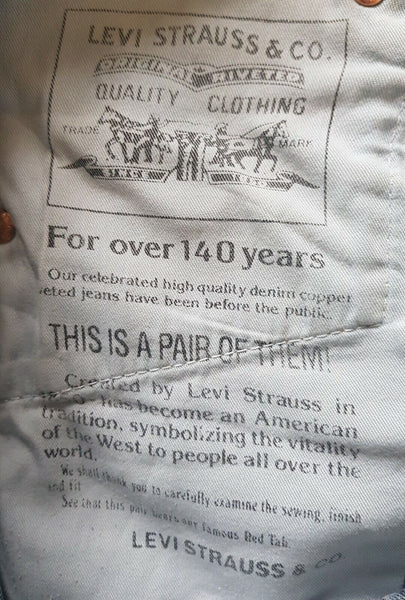 LEVI STRAUSS & CO.
ORIGINAL RIVETED
QUALITY CLOTHING
TRADE MARK
For over 140 years
Our celebrated high quality denim copper
eted jeans have been before the public.
THIS IS A PAIR OF THEM!
Created by Levi Strauss in
has become an American
tradition, symbolizing the vitality
of the West to people all over the
world.
We shall thank you to carefully examine the sewing, finish
and fit
See that this pair bears our famous Red Tab.
LEVI STRAUSS & CO.